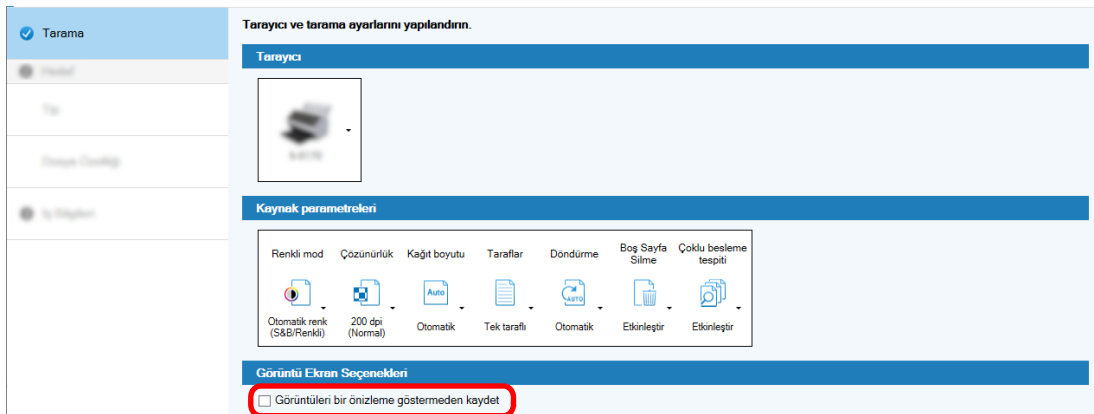 Tarama
Tarayıcı ve tarama ayarlarını yapılandırın.
Tarayıcı
Kaynak parametreleri
Renkli mod
Çözünürlük
Kağıt boyutu
Taraflar
Döndürme
Boş Sayfa
Silme
Çoklu besleme
tespiti
Auto
AUTO
Otomatik renk
(S&B/Renkli)
200 dpi
(Normal)
Otomatik
Tek taraflı
Otomatik
Etkinleştir
Etkinleştir
Görüntü Ekran Seçenekleri
Görüntüleri bir önizleme göstermeden kaydet